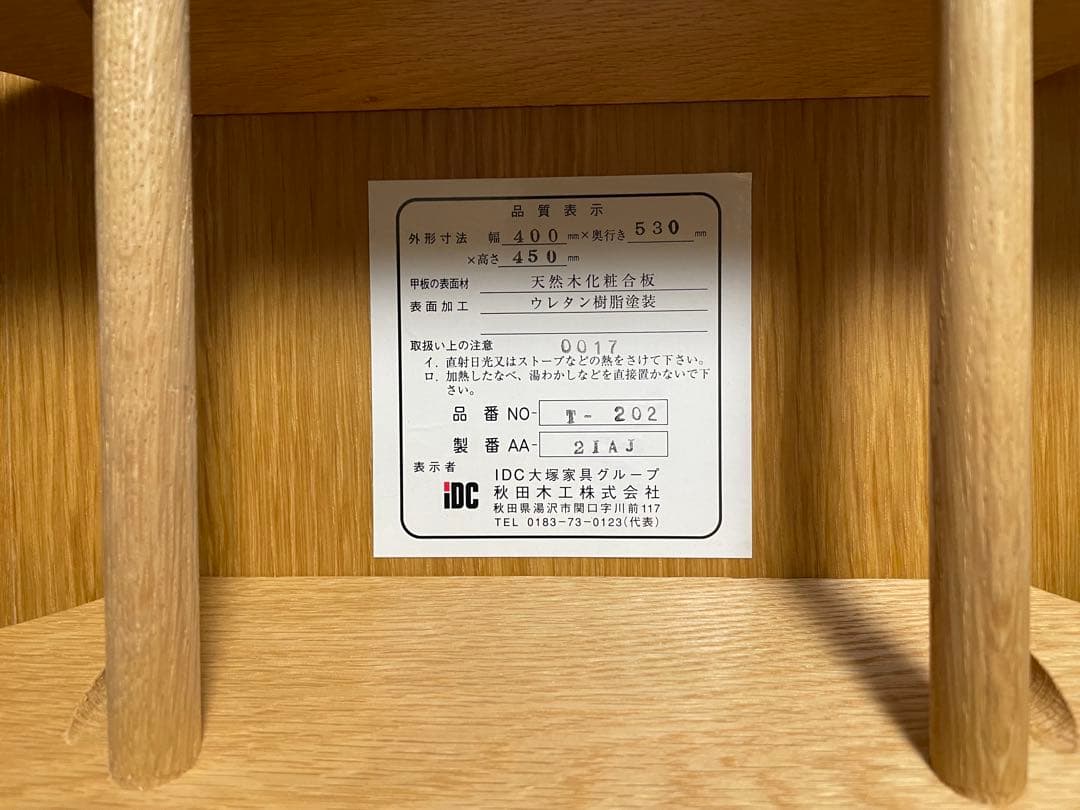 品質表示
外形寸法 幅 400 mm×奥行き 530 mm
×高さ 450 mm
甲板の表面材 天然木化粧合板
表面加工 ウレタン樹脂塗装
取扱い上の注意 0017
イ. 直射日光又はストーブなどの熱をさけて下さい。
ロ. 加熱したなべ、湯わかしなどを直接置かないで下
さい。
品番 NO- T- 202
製番 AA- 21AJ
表示者
IDC大塚家具グループ
iDC 秋田木工株式会社
秋田県湯沢市関口字川前117
TEL 0183-73-0123(代表)